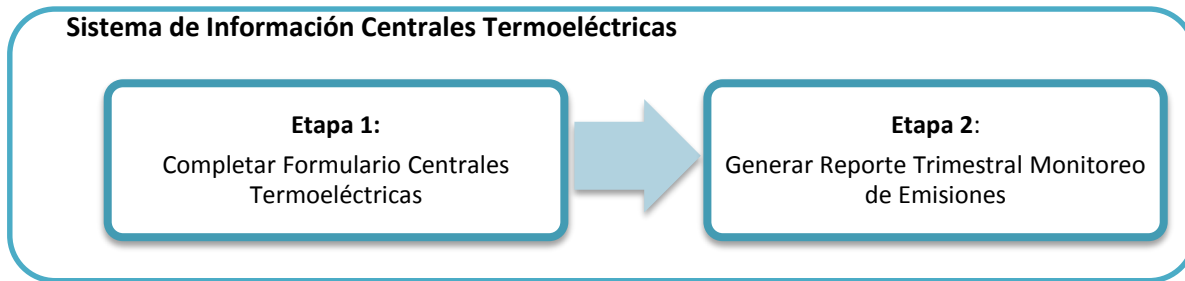 Sistema de Información Centrales Termoeléctricas
Etapa 1:
Completar Formulario Centrales
Termoeléctricas
Etapa 2:
Generar Reporte Trimestral Monitoreo
de Emisiones